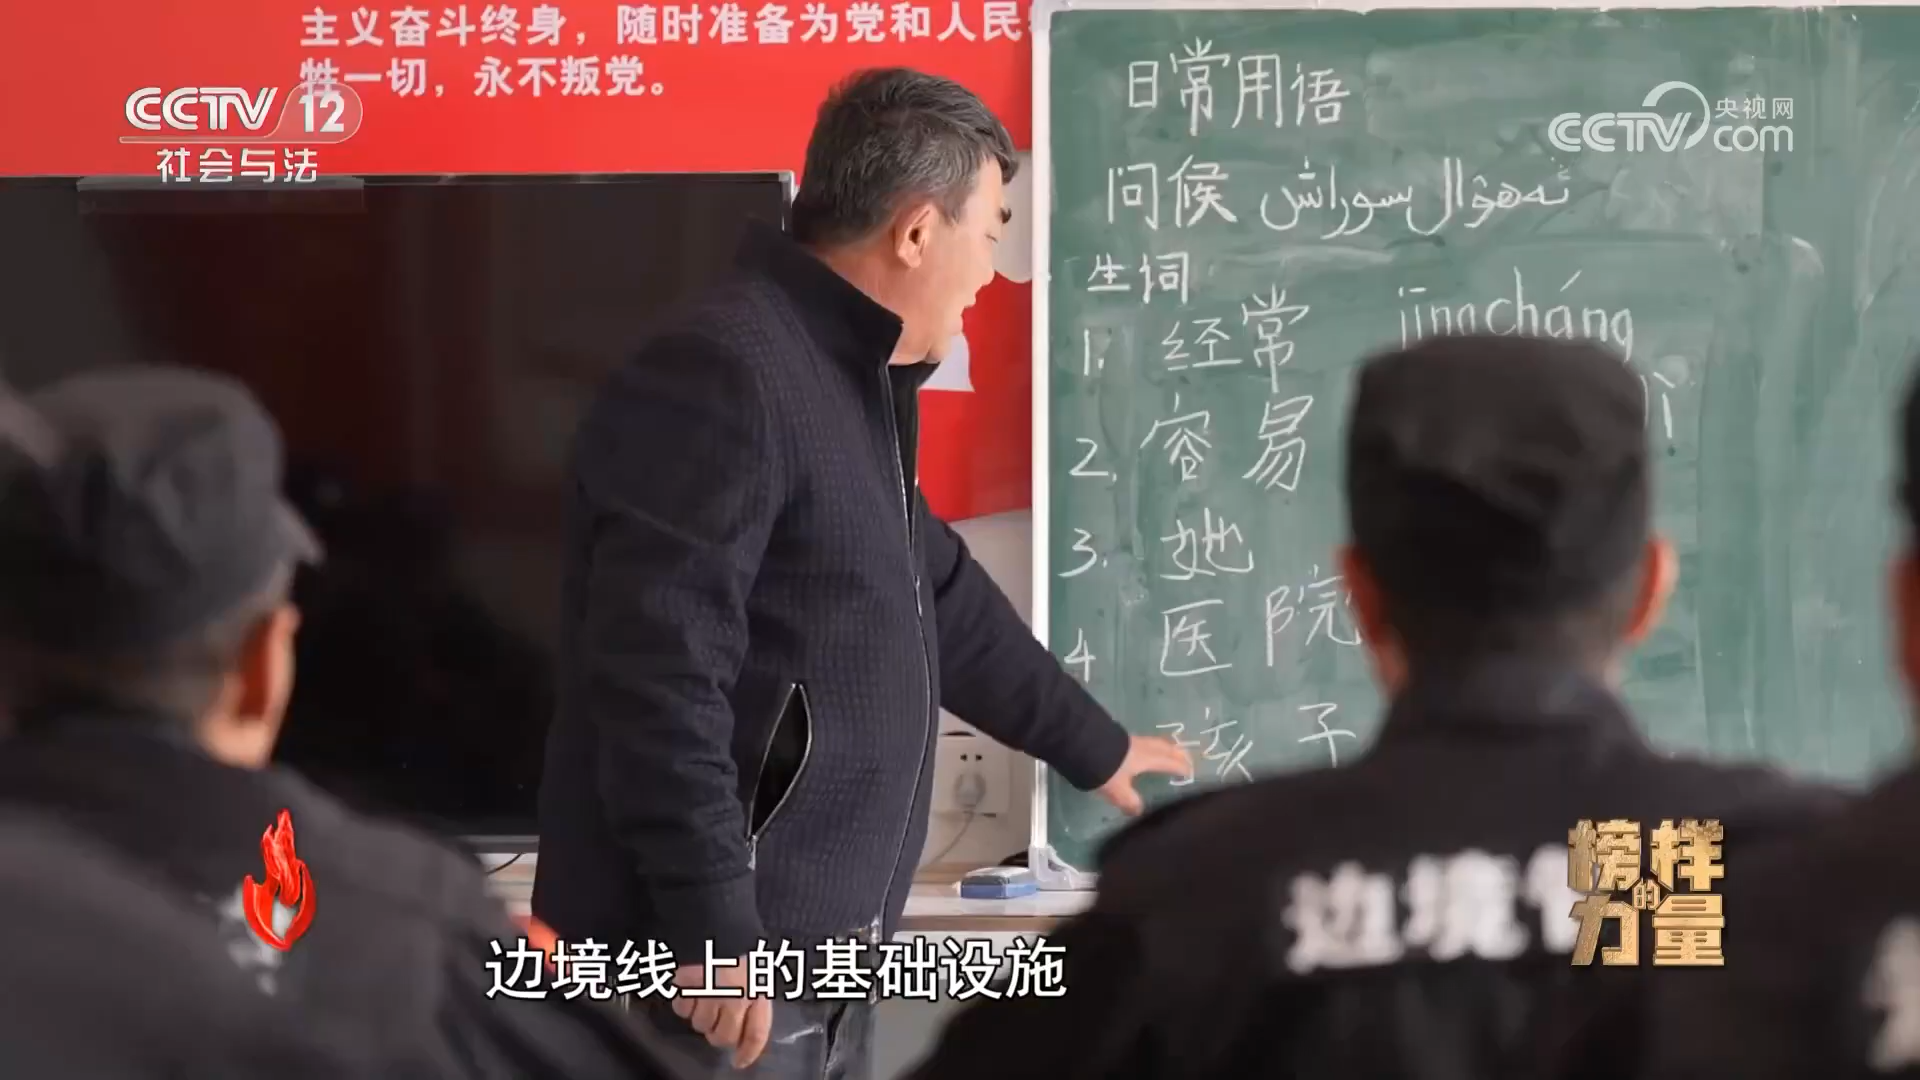 主义奋斗终身，随时准备为党和人民
牲一切，永不叛党。
CCTV 12
社会与法
CCTV com 央视网
日常用语
问候 ئەھۋال سوراش
生词
1. 经常 jīngcháng
2. 容易
3. 她
4 医院
孩子
边境管
榜样的力量
边境线上的基础设施